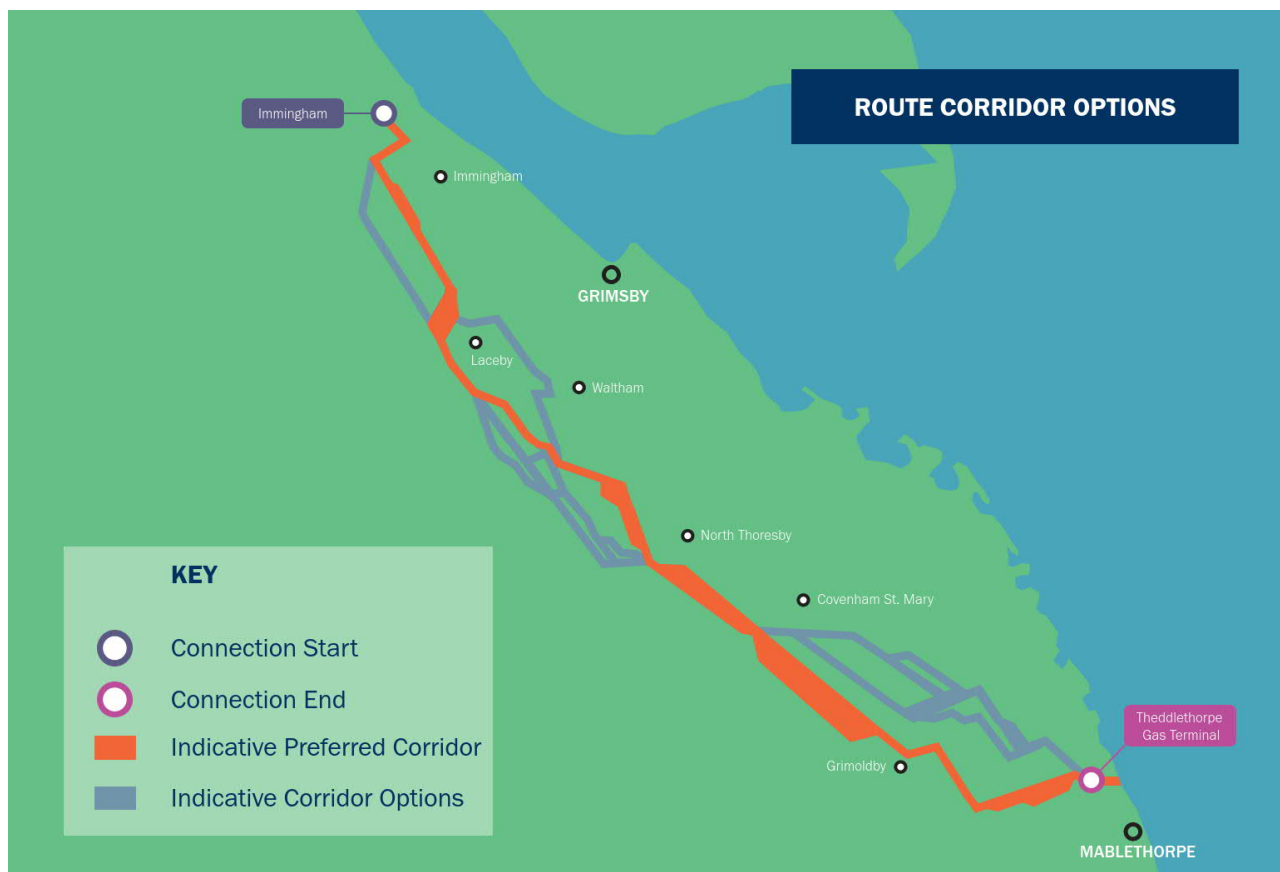 ROUTE CORRIDOR OPTIONS
Immingham
Immingham
GRIMSBY
Laceby
Waltham
North Thoresby
Covenham St. Mary
Theddlethorpe
Gas Terminal
Grimoldby
MABLETHORPE
KEY
Connection Start
Connection End
Indicative Preferred Corridor
Indicative Corridor Options